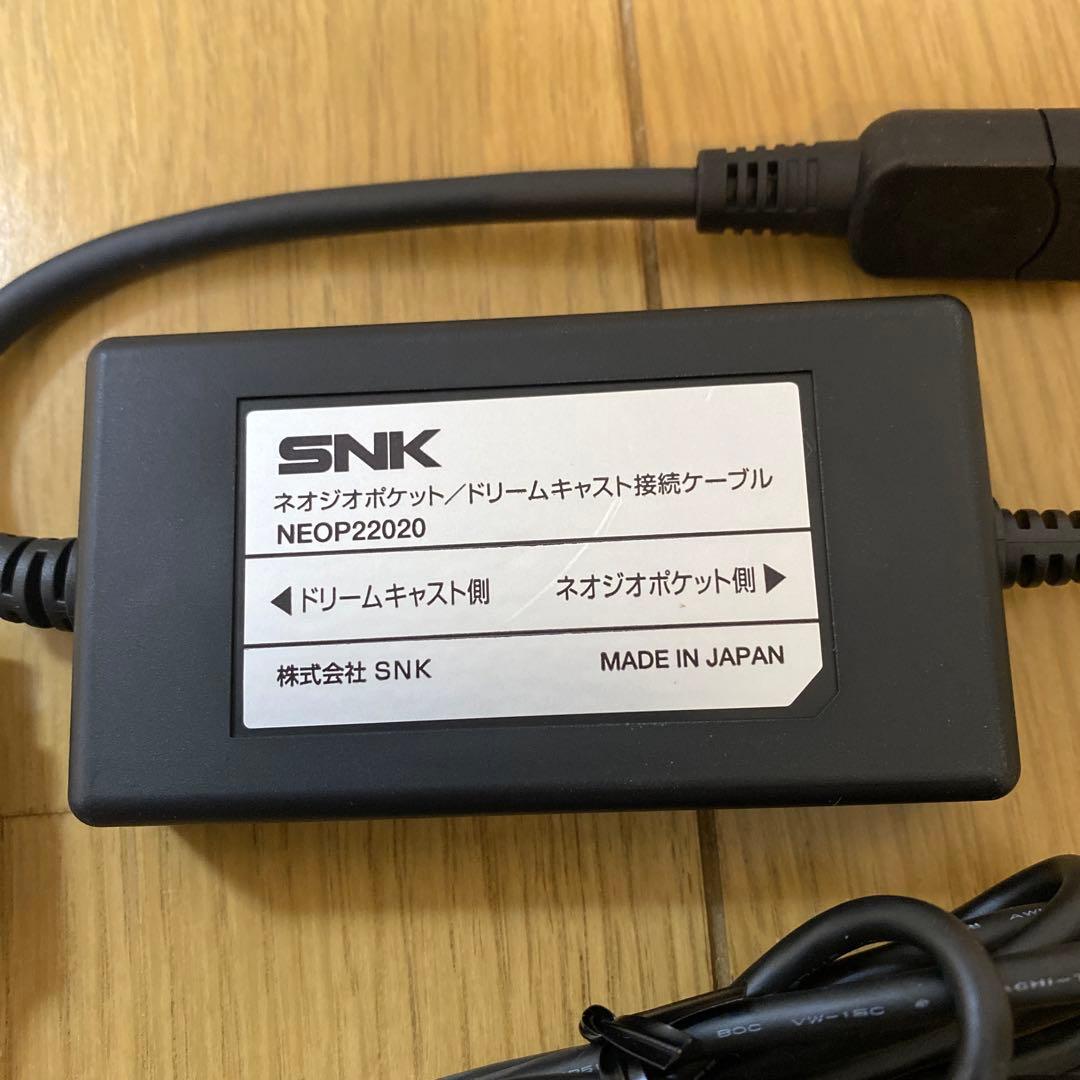 SNK
ネオジオポケット／ドリームキャスト接続ケーブル
NEOP22020
◀ドリームキャスト側 ネオジオポケット側▶
株式会社 SNK MADE IN JAPAN